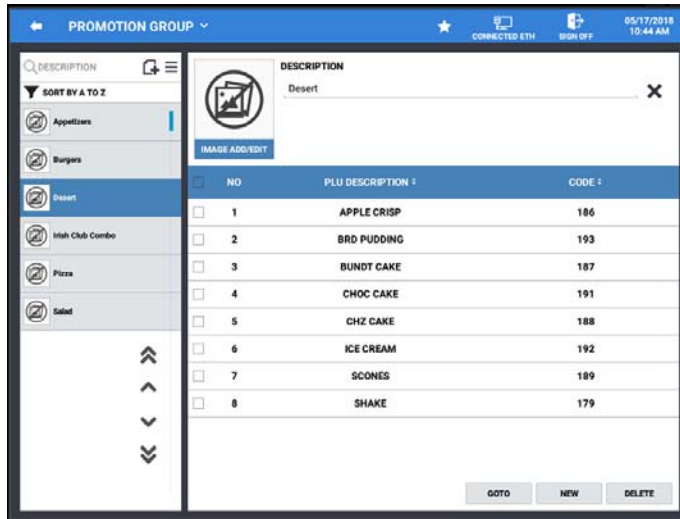 PROMOTION GROUP
CONNECTED ETH
SIGN OFF
05/17/2018
10:44 AM
DESCRIPTION
SORT BY A TO Z
Appetizers
Burgers
Desert
Irish Club Combo
Pizza
Salad
IMAGE ADD/EDIT
DESCRIPTION
Desert
NO PLU DESCRIPTION CODE
1 APPLE CRISP 186
2 BRD PUDDING 193
3 BUNDT CAKE 187
4 CHOC CAKE 191
5 CHZ CAKE 188
6 ICE CREAM 192
7 SCONES 189
8 SHAKE 179
GOTO NEW DELETE